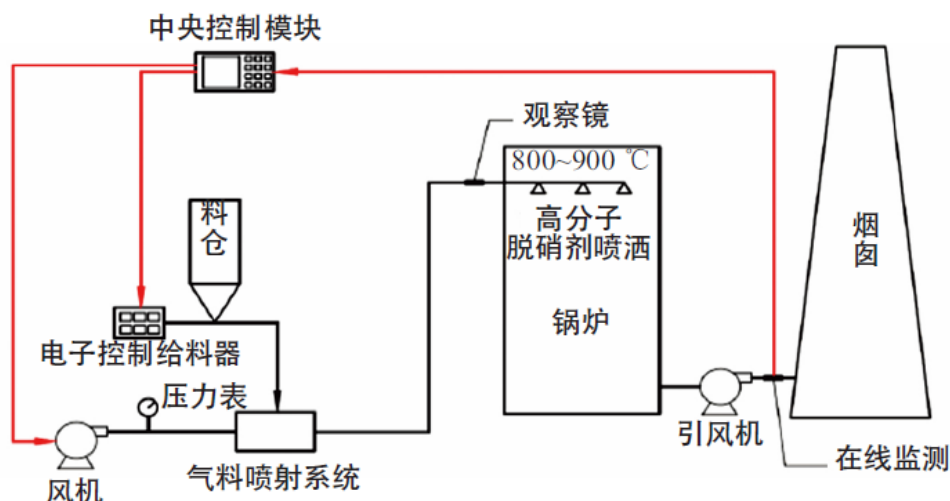 中央控制模块
观察镜
800~900 ℃
高分子
脱硝剂喷洒
锅炉
料
仓
烟
囱
电子控制给料器
压力表
气料喷射系统
风机
引风机
在线监测